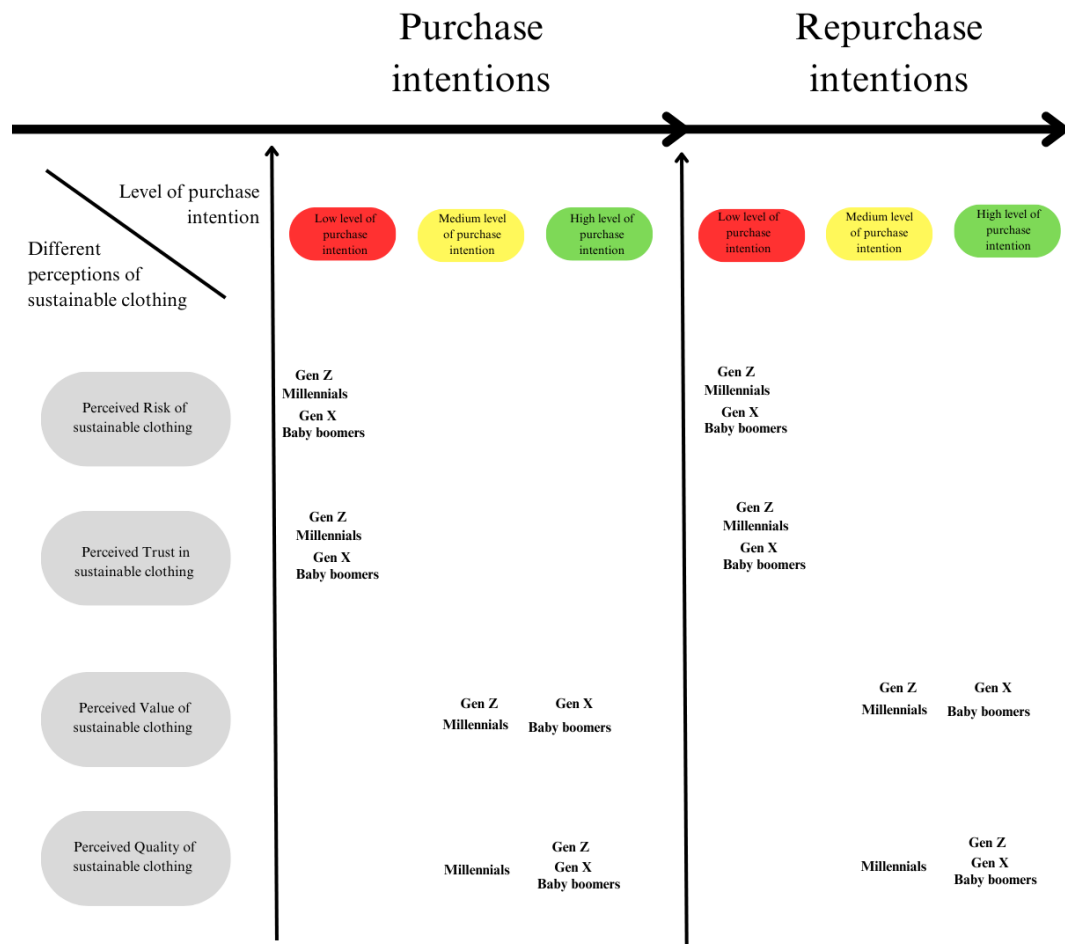 Purchase
intentions
Repurchase
intentions
Level of purchase
intention
Different
perceptions of
sustainable clothing
Low level of
purchase
intention
Medium level
of purchase
intention
High level of
purchase
intention
Low level of
purchase
intention
Medium level
of purchase
intention
High level of
purchase
intention
Perceived Risk of
sustainable clothing
Gen Z
Millennials
Gen X
Baby boomers
Gen Z
Millennials
Gen X
Baby boomers
Perceived Trust in
sustainable clothing
Gen Z
Millennials
Gen X
Baby boomers
Gen Z
Millennials
Gen X
Baby boomers
Perceived Value of
sustainable clothing
Gen Z
Millennials
Gen X
Baby boomers
Gen Z
Millennials
Gen X
Baby boomers
Perceived Quality of
sustainable clothing
Millennials
Gen Z
Gen X
Baby boomers
Millennials
Gen Z
Gen X
Baby boomers